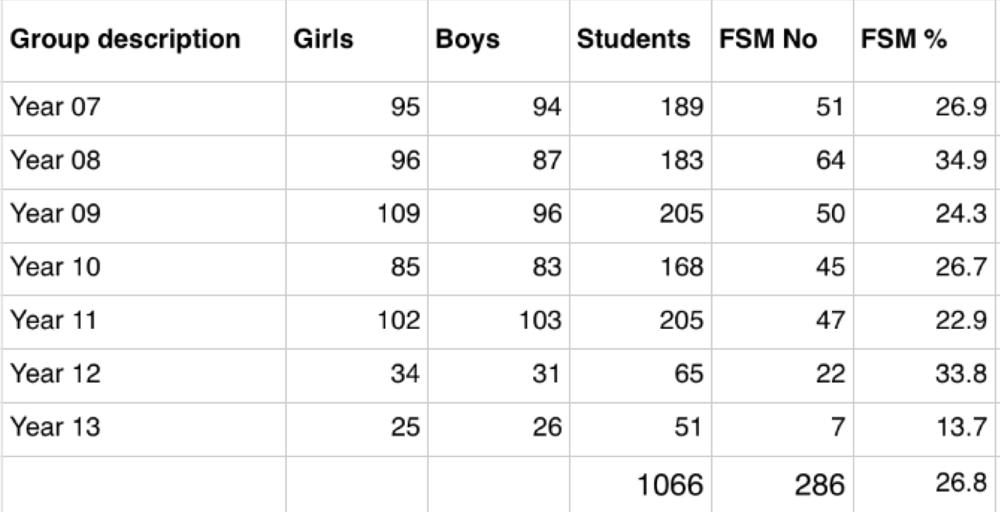 Group description Girls Boys Students FSM No FSM %
Year 07 95 94 189 51 26.9
Year 08 96 87 183 64 34.9
Year 09 109 96 205 50 24.3
Year 10 85 83 168 45 26.7
Year 11 102 103 205 47 22.9
Year 12 34 31 65 22 33.8
Year 13 25 26 51 7 13.7
1066 286 26.8